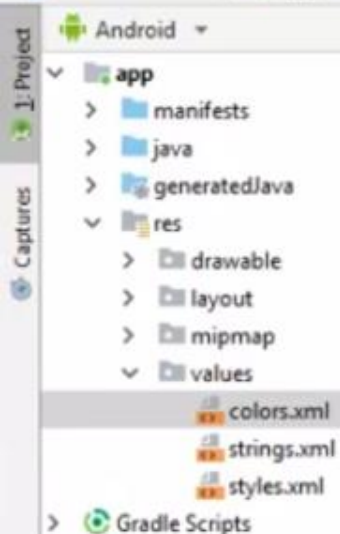 Android
1: Project
app
manifests
java
generatedJava
res
Captures
drawable
layout
mipmap
values
colors.xml
strings.xml
styles.xml
Gradle Scripts